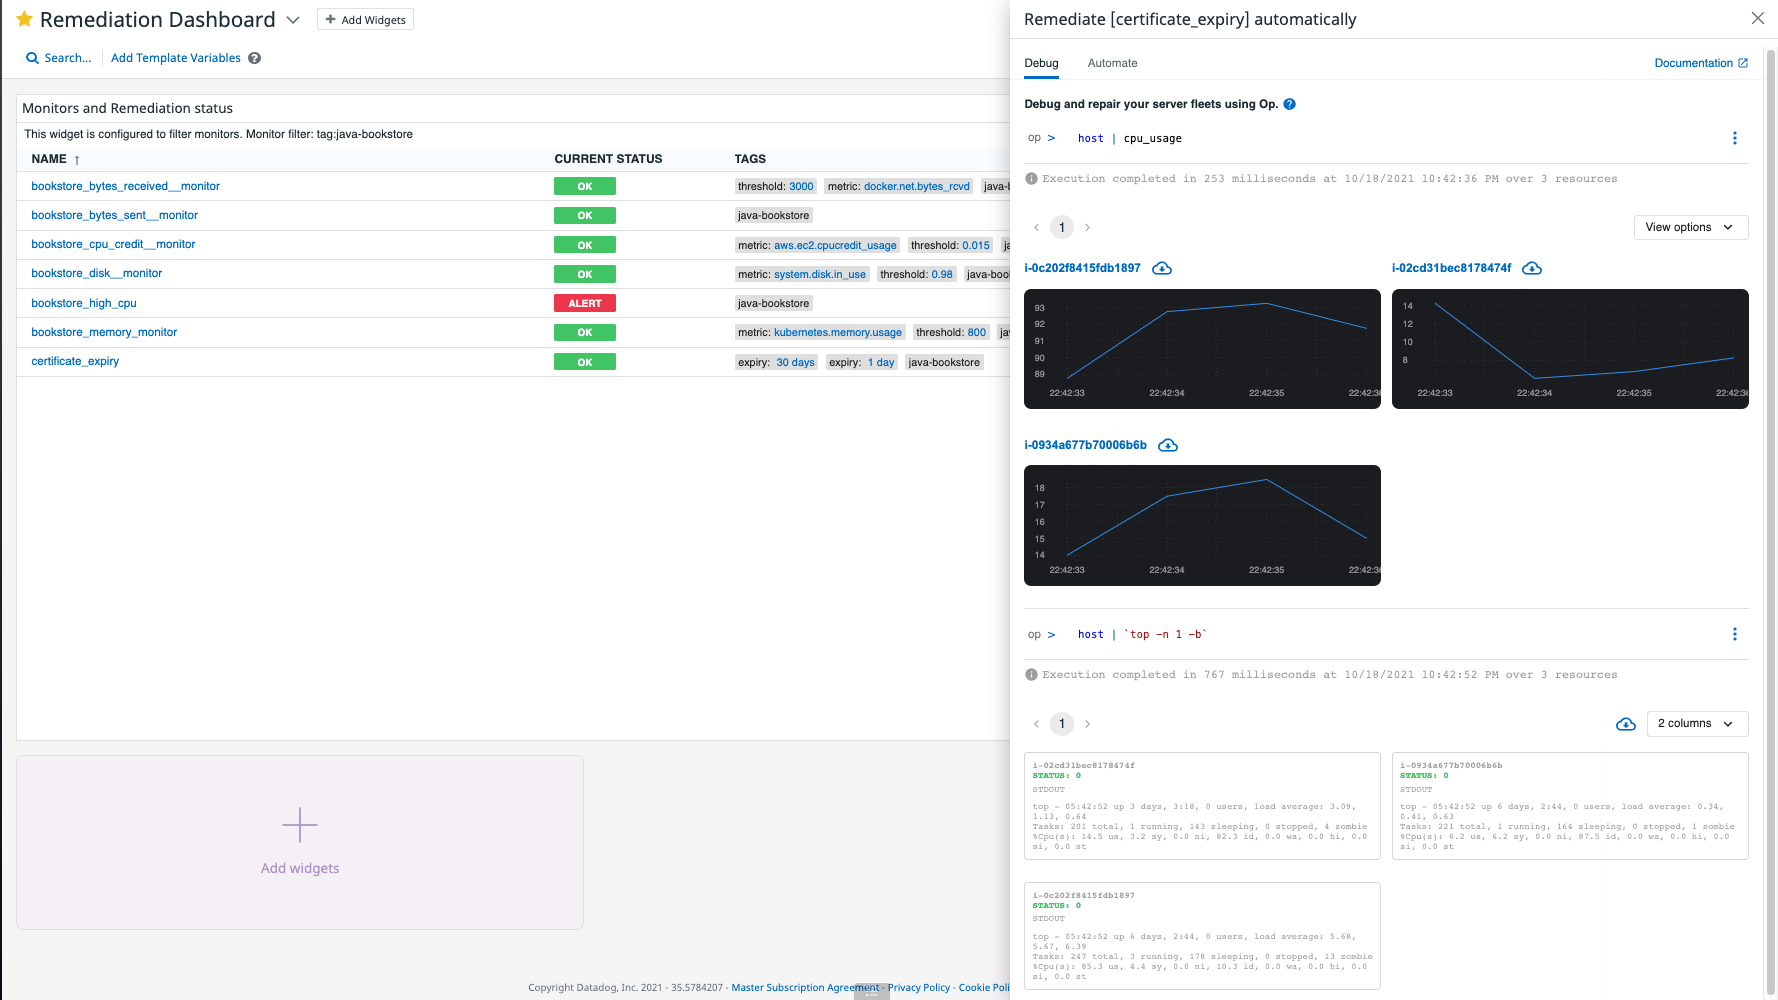 Remediation Dashboard
+ Add Widgets
Search...
Add Template Variables
Monitors and Remediation status
This widget is configured to filter monitors. Monitor filter: tag:java-bookstore
NAME ↑ CURRENT STATUS TAGS
bookstore_bytes_received__monitor OK threshold: 3000 metric: docker.net.bytes_rcvd java-b
bookstore_bytes_sent__monitor OK java-bookstore
bookstore_cpu_credit__monitor OK metric: aws.ec2.cpucredit_usage threshold: 0.015 ja
bookstore_disk__monitor OK metric: system.disk.in_use threshold: 0.98 java-boo
bookstore_high_cpu ALERT java-bookstore
bookstore_memory_monitor OK metric: kubernetes.memory.usage threshold: 800 ja
certificate_expiry OK expiry: 30 days expiry: 1 day java-bookstore
Add widgets
Copyright Datadog, Inc. 2021 - 35.5784207 - Master Subscription Agreement - Privacy Policy - Cookie Poli
Remediate [certificate_expiry] automatically
Debug Automate Documentation
Debug and repair your server fleets using Op.
op > host | cpu_usage
Execution completed in 253 milliseconds at 10/18/2021 10:42:36 PM over 3 resources
< 1 > View options
i-0c202f8415fdb1897
93
92
91
90
89
22:42:33 22:42:34 22:42:35 22:42:36
i-02cd31bec8178474f
14
12
10
8
22:42:33 22:42:34 22:42:35 22:42:36
i-0934a677b70006b6b
18
17
16
15
14
22:42:33 22:42:34 22:42:35 22:42:36
op > host | `top -n 1 -b`
Execution completed in 767 milliseconds at 10/18/2021 10:42:52 PM over 3 resources
< 1 > 2 columns
i-02cd31bec8178474f
STATUS: 0
STDOUT
top - 05:42:52 up 3 days, 3:18, 0 users, load average: 3.09,
1.13, 0.64
Tasks: 201 total, 1 running, 143 sleeping, 0 stopped, 4 zombie
%Cpu(s): 14.5 us, 3.2 sy, 0.0 ni, 82.3 id, 0.0 wa, 0.0 hi, 0.0
si, 0.0 st
i-0934a677b70006b6b
STATUS: 0
STDOUT
top - 05:42:52 up 6 days, 2:44, 0 users, load average: 0.34,
0.41, 0.63
Tasks: 221 total, 1 running, 164 sleeping, 0 stopped, 1 zombie
%Cpu(s): 6.2 us, 6.2 sy, 0.0 ni, 87.5 id, 0.0 wa, 0.0 hi, 0.0
si, 0.0 st
i-0c202f8415fdb1897
STATUS: 0
STDOUT
top - 05:42:52 up 6 days, 2:44, 0 users, load average: 5.68,
5.67, 6.39
Tasks: 247 total, 3 running, 178 sleeping, 0 stopped, 13 zombie
%Cpu(s): 85.3 us, 4.4 sy, 0.0 ni, 10.3 id, 0.0 wa, 0.0 hi, 0.0
si, 0.0 st